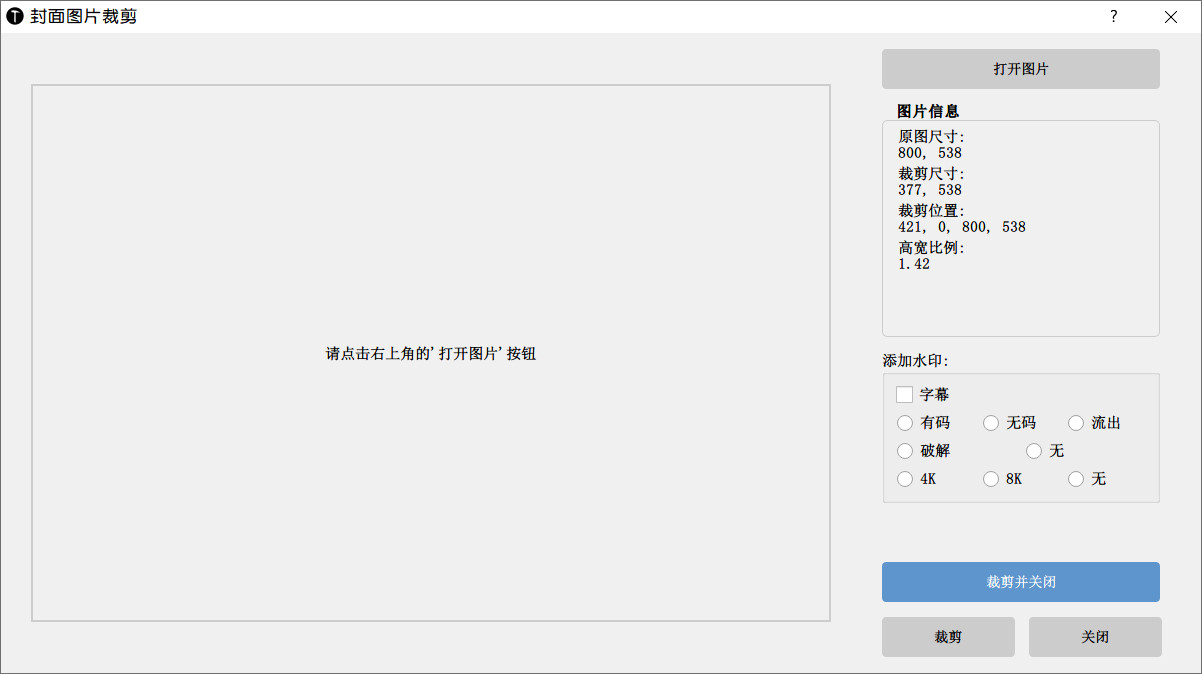 封面图片裁剪
打开图片
图片信息
原图尺寸:
800, 538
裁剪尺寸:
377, 538
裁剪位置:
421, 0, 800, 538
高宽比例:
1.42
请点击右上角的'打开图片'按钮
添加水印:
字幕
有码 无码 流出
破解 无
4K 8K 无
裁剪并关闭
裁剪 关闭